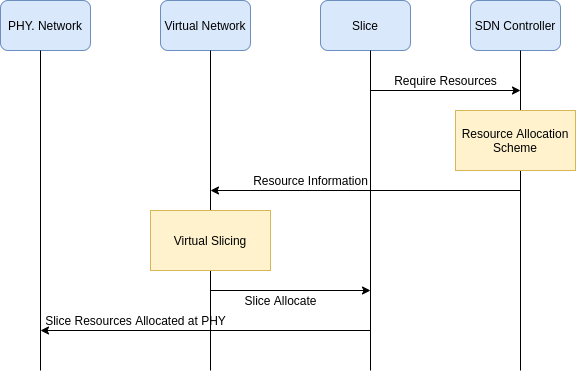 PHY. Network
Virtual Network
Slice
SDN Controller
Require Resources
Resource Allocation
Scheme
Resource Information
Virtual Slicing
Slice Allocate
Slice Resources Allocated at PHY